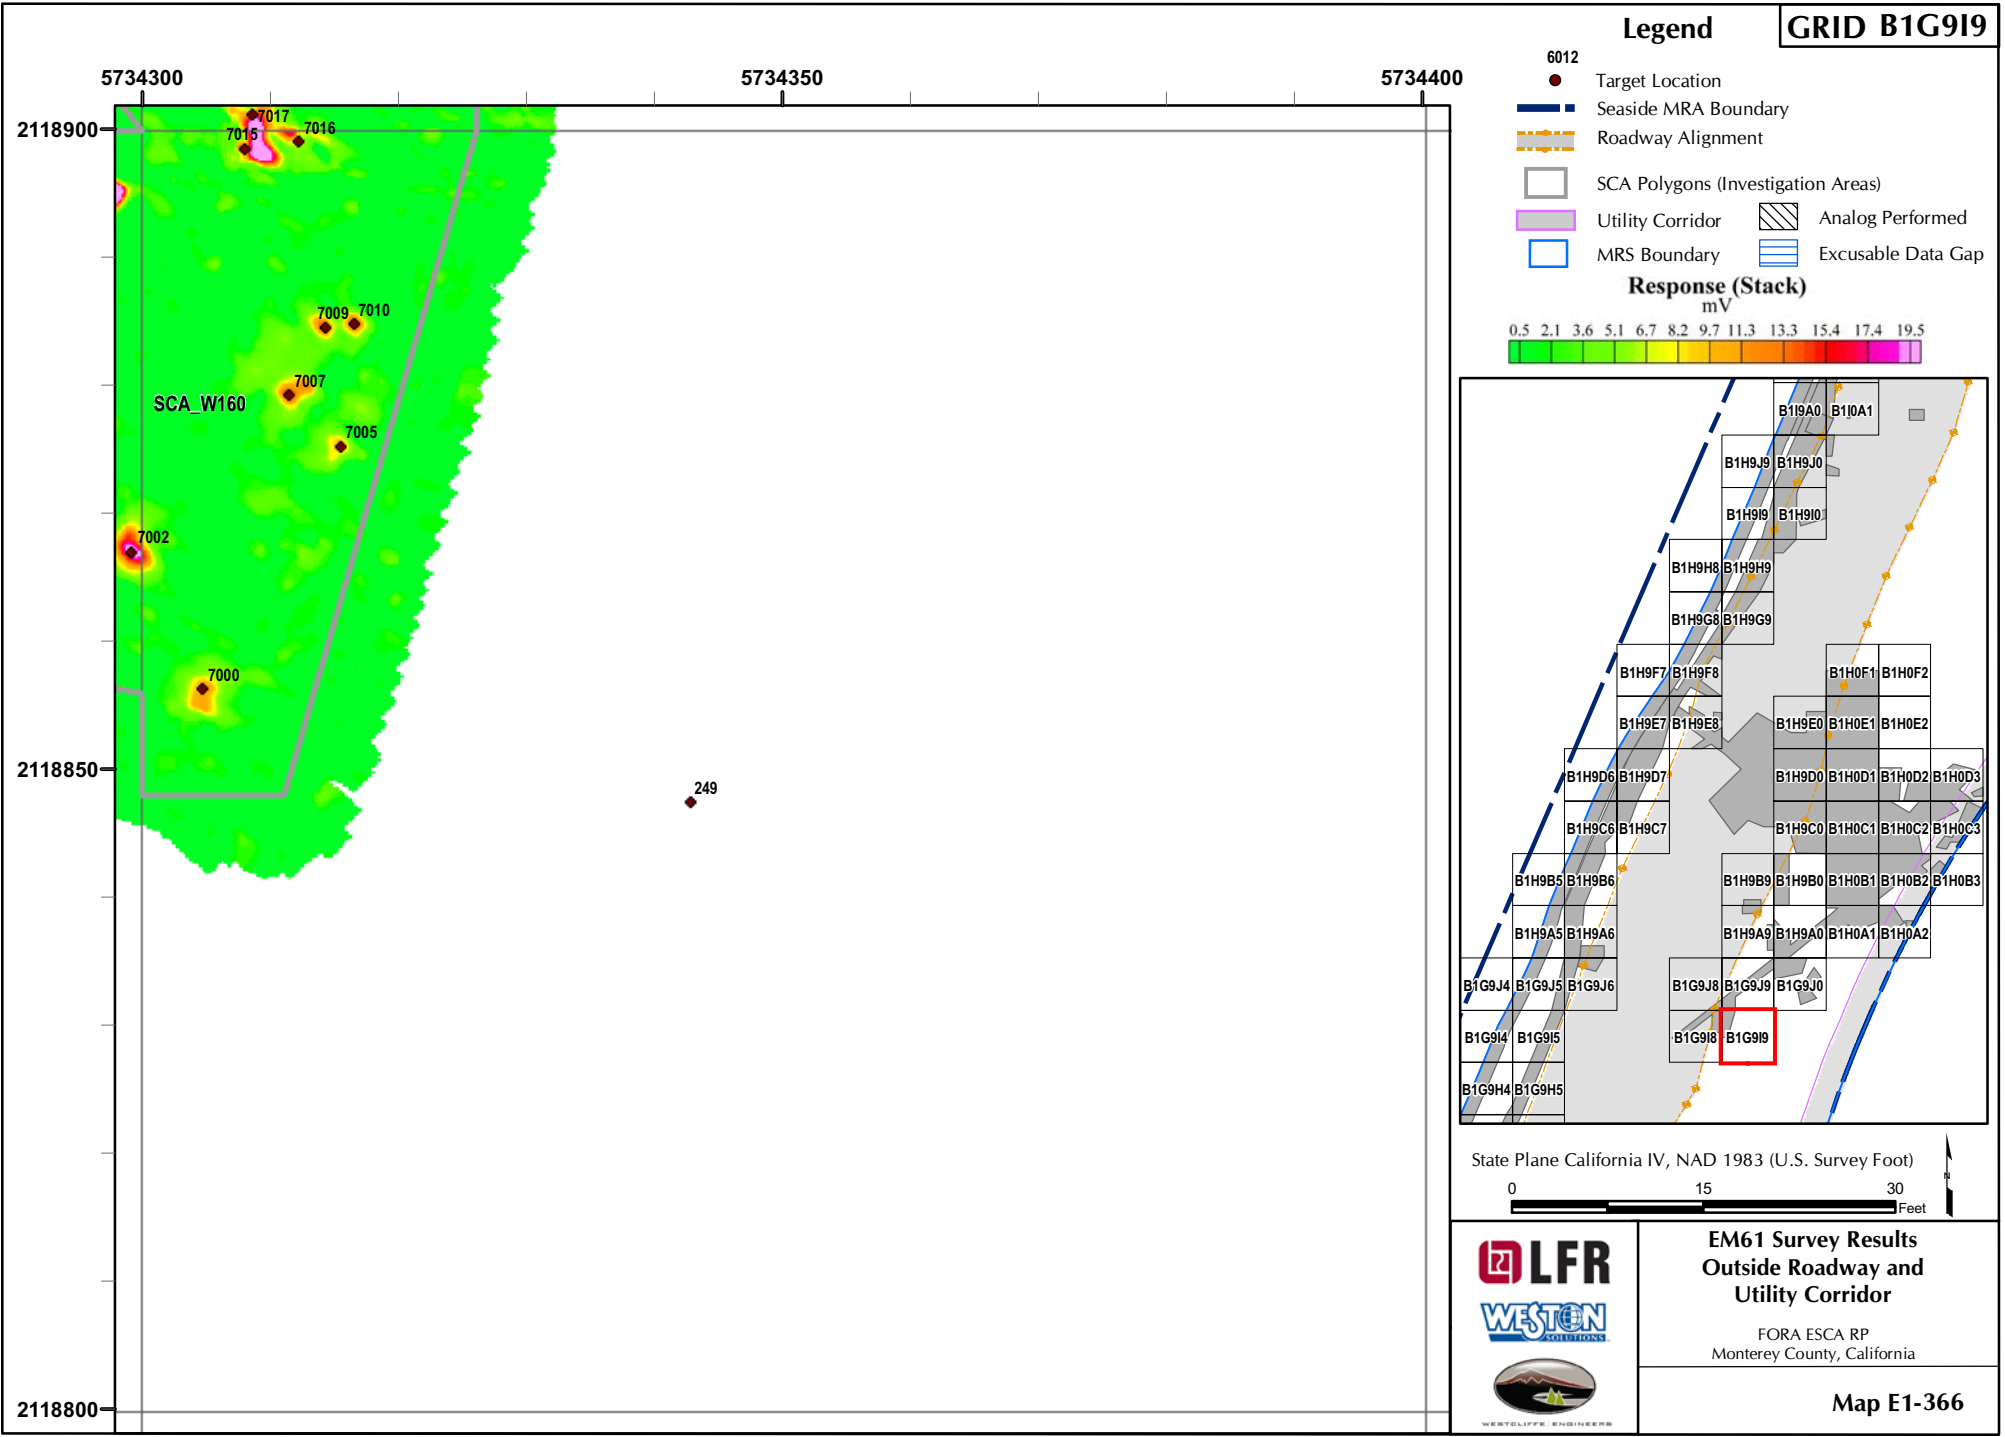 GRID B1G9I9
Legend
6012
Target Location
Seaside MRA Boundary
Roadway Alignment
SCA Polygons (Investigation Areas)
Utility Corridor
Analog Performed
MRS Boundary
Excusable Data Gap
Response (Stack)
mV
0.5 2.1 3.6 5.1 6.7 8.2 9.7 11.3 13.3 15.4 17.4 19.5
5734300 5734350 5734400
2118900
2118850
2118800
7017
7015
7016
7009
7010
7007
SCA_W160
7005
7002
7000
249
B1I9A0 B1I0A1
B1H9J9 B1H9J0
B1H9I9 B1H9I0
B1H9H8 B1H9H9
B1H9G8 B1H9G9
B1H9F7 B1H9F8 B1H0F1 B1H0F2
B1H9E7 B1H9E8 B1H9E0 B1H0E1 B1H0E2
B1H9D6 B1H9D7 B1H9D0 B1H0D1 B1H0D2 B1H0D3
B1H9C6 B1H9C7 B1H9C0 B1H0C1 B1H0C2 B1H0C3
B1H9B5 B1H9B6 B1H9B9 B1H9B0 B1H0B1 B1H0B2 B1H0B3
B1H9A5 B1H9A6 B1H9A9 B1H9A0 B1H0A1 B1H0A2
B1G9J4 B1G9J5 B1G9J6 B1G9J8 B1G9J9 B1G9J0
B1G9I4 B1G9I5 B1G9I8 B1G9I9
B1G9H4 B1G9H5
State Plane California IV, NAD 1983 (U.S. Survey Foot)
0 15 30
Feet
N
LFR
WESTON
SOLUTIONS
WESTCLIFFE ENGINEERS
EM61 Survey Results
Outside Roadway and
Utility Corridor
FORA ESCA RP
Monterey County, California
Map E1-366